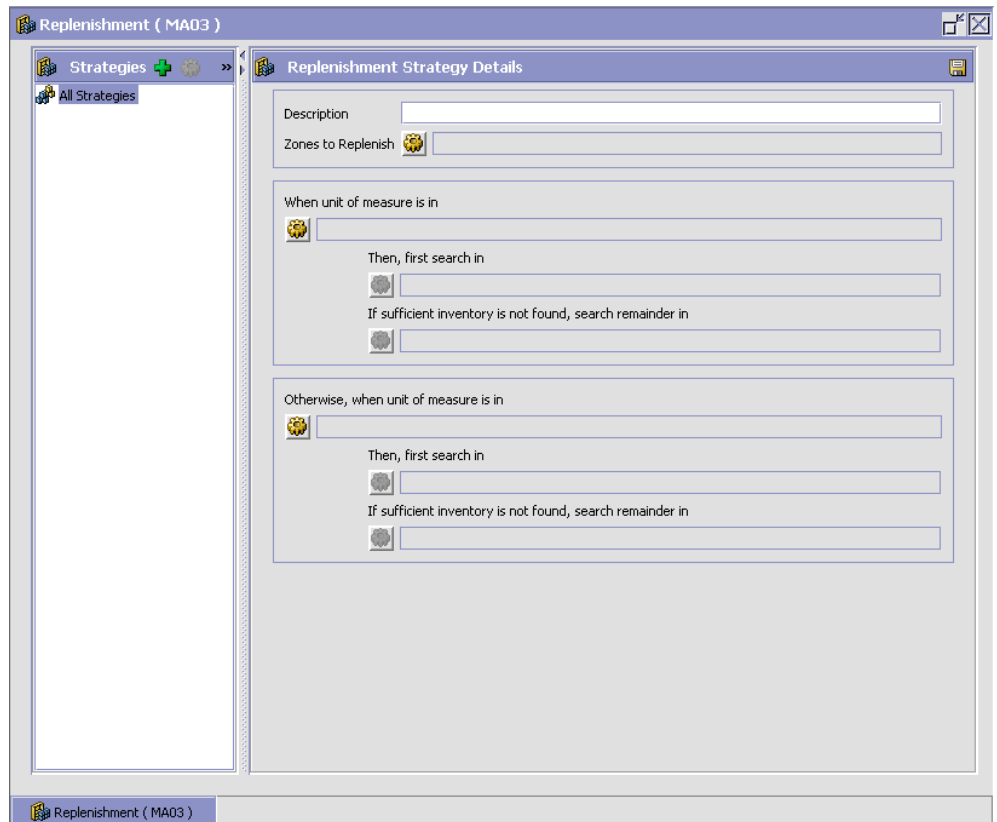 Replenishment ( MA03 )
Strategies »
All Strategies
Replenishment Strategy Details
Description
Zones to Replenish
When unit of measure is in
Then, first search in
If sufficient inventory is not found, search remainder in
Otherwise, when unit of measure is in
Then, first search in
If sufficient inventory is not found, search remainder in
Replenishment ( MA03 )